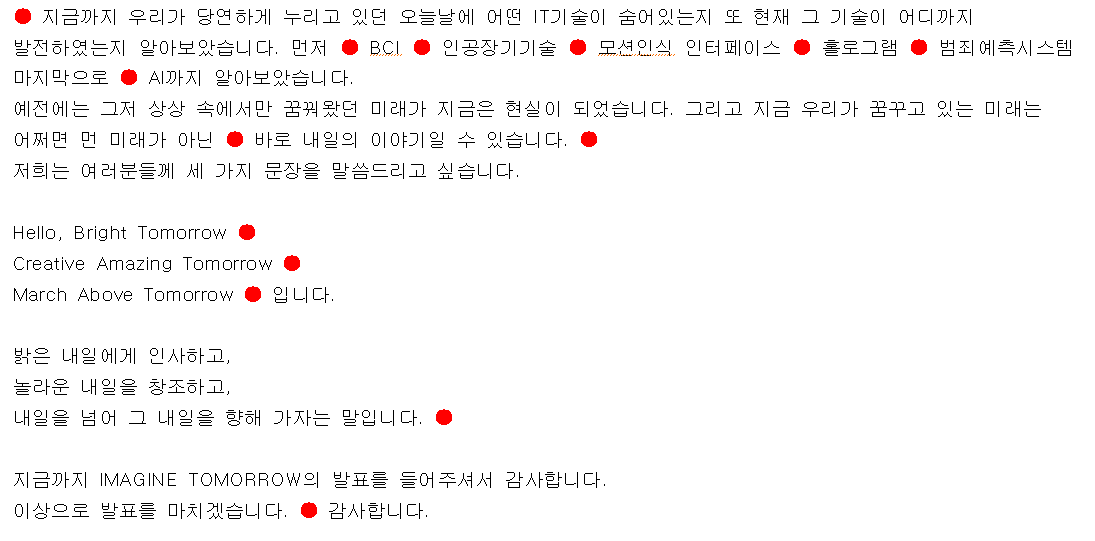 ● 지금까지 우리가 당연하게 누리고 있던 오늘날에 어떤 IT기술이 숨어있는지 또 현재 그 기술이 어디까지
발전하였는지 알아보았습니다. 먼저 ● BCI ● 인공장기기술 ● 모션인식 인터페이스 ● 홀로그램 ● 범죄예측시스템
마지막으로 ● AI까지 알아보았습니다.
예전에는 그저 상상 속에서만 꿈꿔왔던 미래가 지금은 현실이 되었습니다. 그리고 지금 우리가 꿈꾸고 있는 미래는
어쩌면 먼 미래가 아닌 ● 바로 내일의 이야기일 수 있습니다. ●
저희는 여러분들께 세 가지 문장을 말씀드리고 싶습니다.
Hello, Bright Tomorrow ●
Creative Amazing Tomorrow ●
March Above Tomorrow ● 입니다.
밝은 내일에게 인사하고,
놀라운 내일을 창조하고,
내일을 넘어 그 내일을 향해 가자는 말입니다. ●
지금까지 IMAGINE TOMORROW의 발표를 들어주셔서 감사합니다.
이상으로 발표를 마치겠습니다. ● 감사합니다.